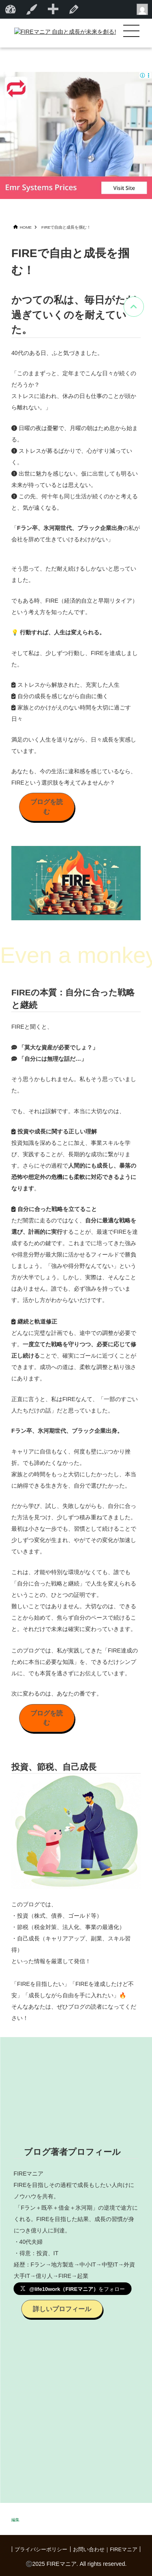 FIREマニア 自由と成長が未来を創る!
Emr Systems Prices
Visit Site
HOME
FIREで自由と成長を掴む！
FIREで自由と成長を掴
む！
かつての私は、毎日がただ
過ぎていくのを耐えてい
た。
40代のある日、ふと気づきました。
「このままずっと、定年までこんな日々が続くの
だろうか？
ストレスに追われ、休みの日も仕事のことが頭か
ら離れない。」
日曜の夜は憂鬱で、月曜の朝はため息から始ま
る。
ストレスが募るばかりで、心がすり減ってい
く。
出世に魅力を感じない。仮に出世しても明るい
未来が待っているとは思えない。
この先、何十年も同じ生活が続くのかと考える
と、気が遠くなる。
「Fラン卒、氷河期世代、ブラック企業出身の私が
会社を辞めて生きていけるわけがない」
そう思って、ただ耐え続けるしかないと思ってい
ました。
でもある時、FIRE（経済的自立と早期リタイア）
という考え方を知ったんです。
💡 行動すれば、人生は変えられる。
そして私は、少しずつ行動し、FIREを達成しまし
た。
ストレスから解放された、充実した人生
自分の成長を感じながら自由に働く
家族とのかけがえのない時間を大切に過ごす
日々
満足のいく人生を送りながら、日々成長を実感し
ています。
あなたも、今の生活に違和感を感じているなら、
FIREという選択肢を考えてみませんか？
ブログを読
む
FIRE
Even a monkey
FIREの本質：自分に合った戦略
と継続
FIREと聞くと、
「莫大な資産が必要でしょ？」
「自分には無理な話だ…」
そう思うかもしれません。私もそう思っていまし
た。
でも、それは誤解です。本当に大切なのは、
投資や成長に関する正しい理解
投資知識を深めることに加え、事業スキルを学
び、実践することが、長期的な成功に繋がりま
す。さらにその過程で人間的にも成長し、暴落の
恐怖や想定外の危機にも柔軟に対応できるように
なります。
自分に合った戦略を立てること
ただ闇雲に走るのではなく、自分に最適な戦略を
選び、計画的に実行することが、最速でFIREを達
成するための鍵です。これまでに培ってきた強み
や得意分野が最大限に活かせるフィールドで勝負
しましょう。「強みや得意分野なんてない」という
方が大半でしょう。しかし、実際は、そんなこと
はありません。誰でも、必ず強みを持っていま
す。活かし方がわからないだけです。
継続と軌道修正
どんなに完璧な計画でも、途中での調整が必要で
す。一度立てた戦略を守りつつ、必要に応じて修
正し続けることで、確実にゴールに近づくことが
できます。成功への道は、柔軟な調整と粘り強さ
にあります。
正直に言うと、私はFIREなんて、「一部のすごい
人たちだけの話」だと思っていました。
Fラン卒、氷河期世代、ブラック企業出身。
キャリアに自信もなく、何度も壁にぶつかり挫
折。でも諦めたくなかった。
家族との時間をもっと大切にしたかったし、本当
に納得できる生き方を、自分で選びたかった。
だから学び、試し、失敗しながらも、自分に合っ
た方法を見つけ、少しずつ積み重ねてきました。
最初は小さな一歩でも、習慣として続けることで
少しずつ変化が生まれ、やがてその変化が加速し
ていきます。
これは、才能や特別な環境がなくても、誰でも
「自分に合った戦略と継続」で人生を変えられる
ということの、ひとつの証明です。
難しいことではありません。大切なのは、できる
ことから始めて、焦らず自分のペースで続けるこ
と。それだけで未来は確実に変わっていきます。
このブログでは、私が実践してきた「FIRE達成の
ために本当に必要な知識」を、できるだけシンプ
ルに、でも本質を逃さずにお伝えしています。
次に変わるのは、あなたの番です。
ブログを読
む
投資、節税、自己成長
このブログでは、
・投資（株式、債券、ゴールド等）
・節税（税金対策、法人化、事業の最適化）
・自己成長（キャリアアップ、副業、スキル習
得）
といった情報を厳選して発信！
「FIREを目指したい」「FIREを達成したけど不
安」「成長しながら自由を手に入れたい」🔥
そんなあなたは、ぜひブログの読者になってくだ
さい！
ブログ著者プロフィール
FIREマニア
FIREを目指しその過程で成長もしたい人向けに
ノウハウを共有。
「Fラン＋既卒＋借金＋氷河期」の逆境で途方に
くれる。FIREを目指した結果、成長の習慣が身
につき億り人に到達。
・40代夫婦
・得意：投資、IT
経歴：Fラン→地方製造→中小IT→中堅IT→外資
大手IT→億り人→FIRE→起業
@life10work（FIREマニア）をフォロー
詳しいプロフィール
編集
プライバシーポリシー
お問い合わせ｜FIREマニア
2025 FIREマニア. All rights reserved.